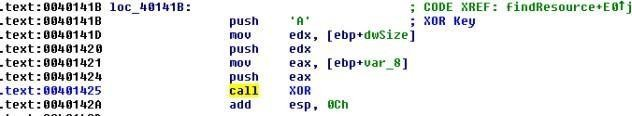 .text:0040141B loc_40141B: ; CODE XREF: findResource+E0↑j
.text:0040141B push 'A' ; XOR Key
.text:0040141D mov edx, [ebp+dwSize]
.text:00401420 push edx
.text:00401421 mov eax, [ebp+var_8]
.text:00401424 push eax
.text:00401425 call XOR
.text:0040142A add esp, 0Ch